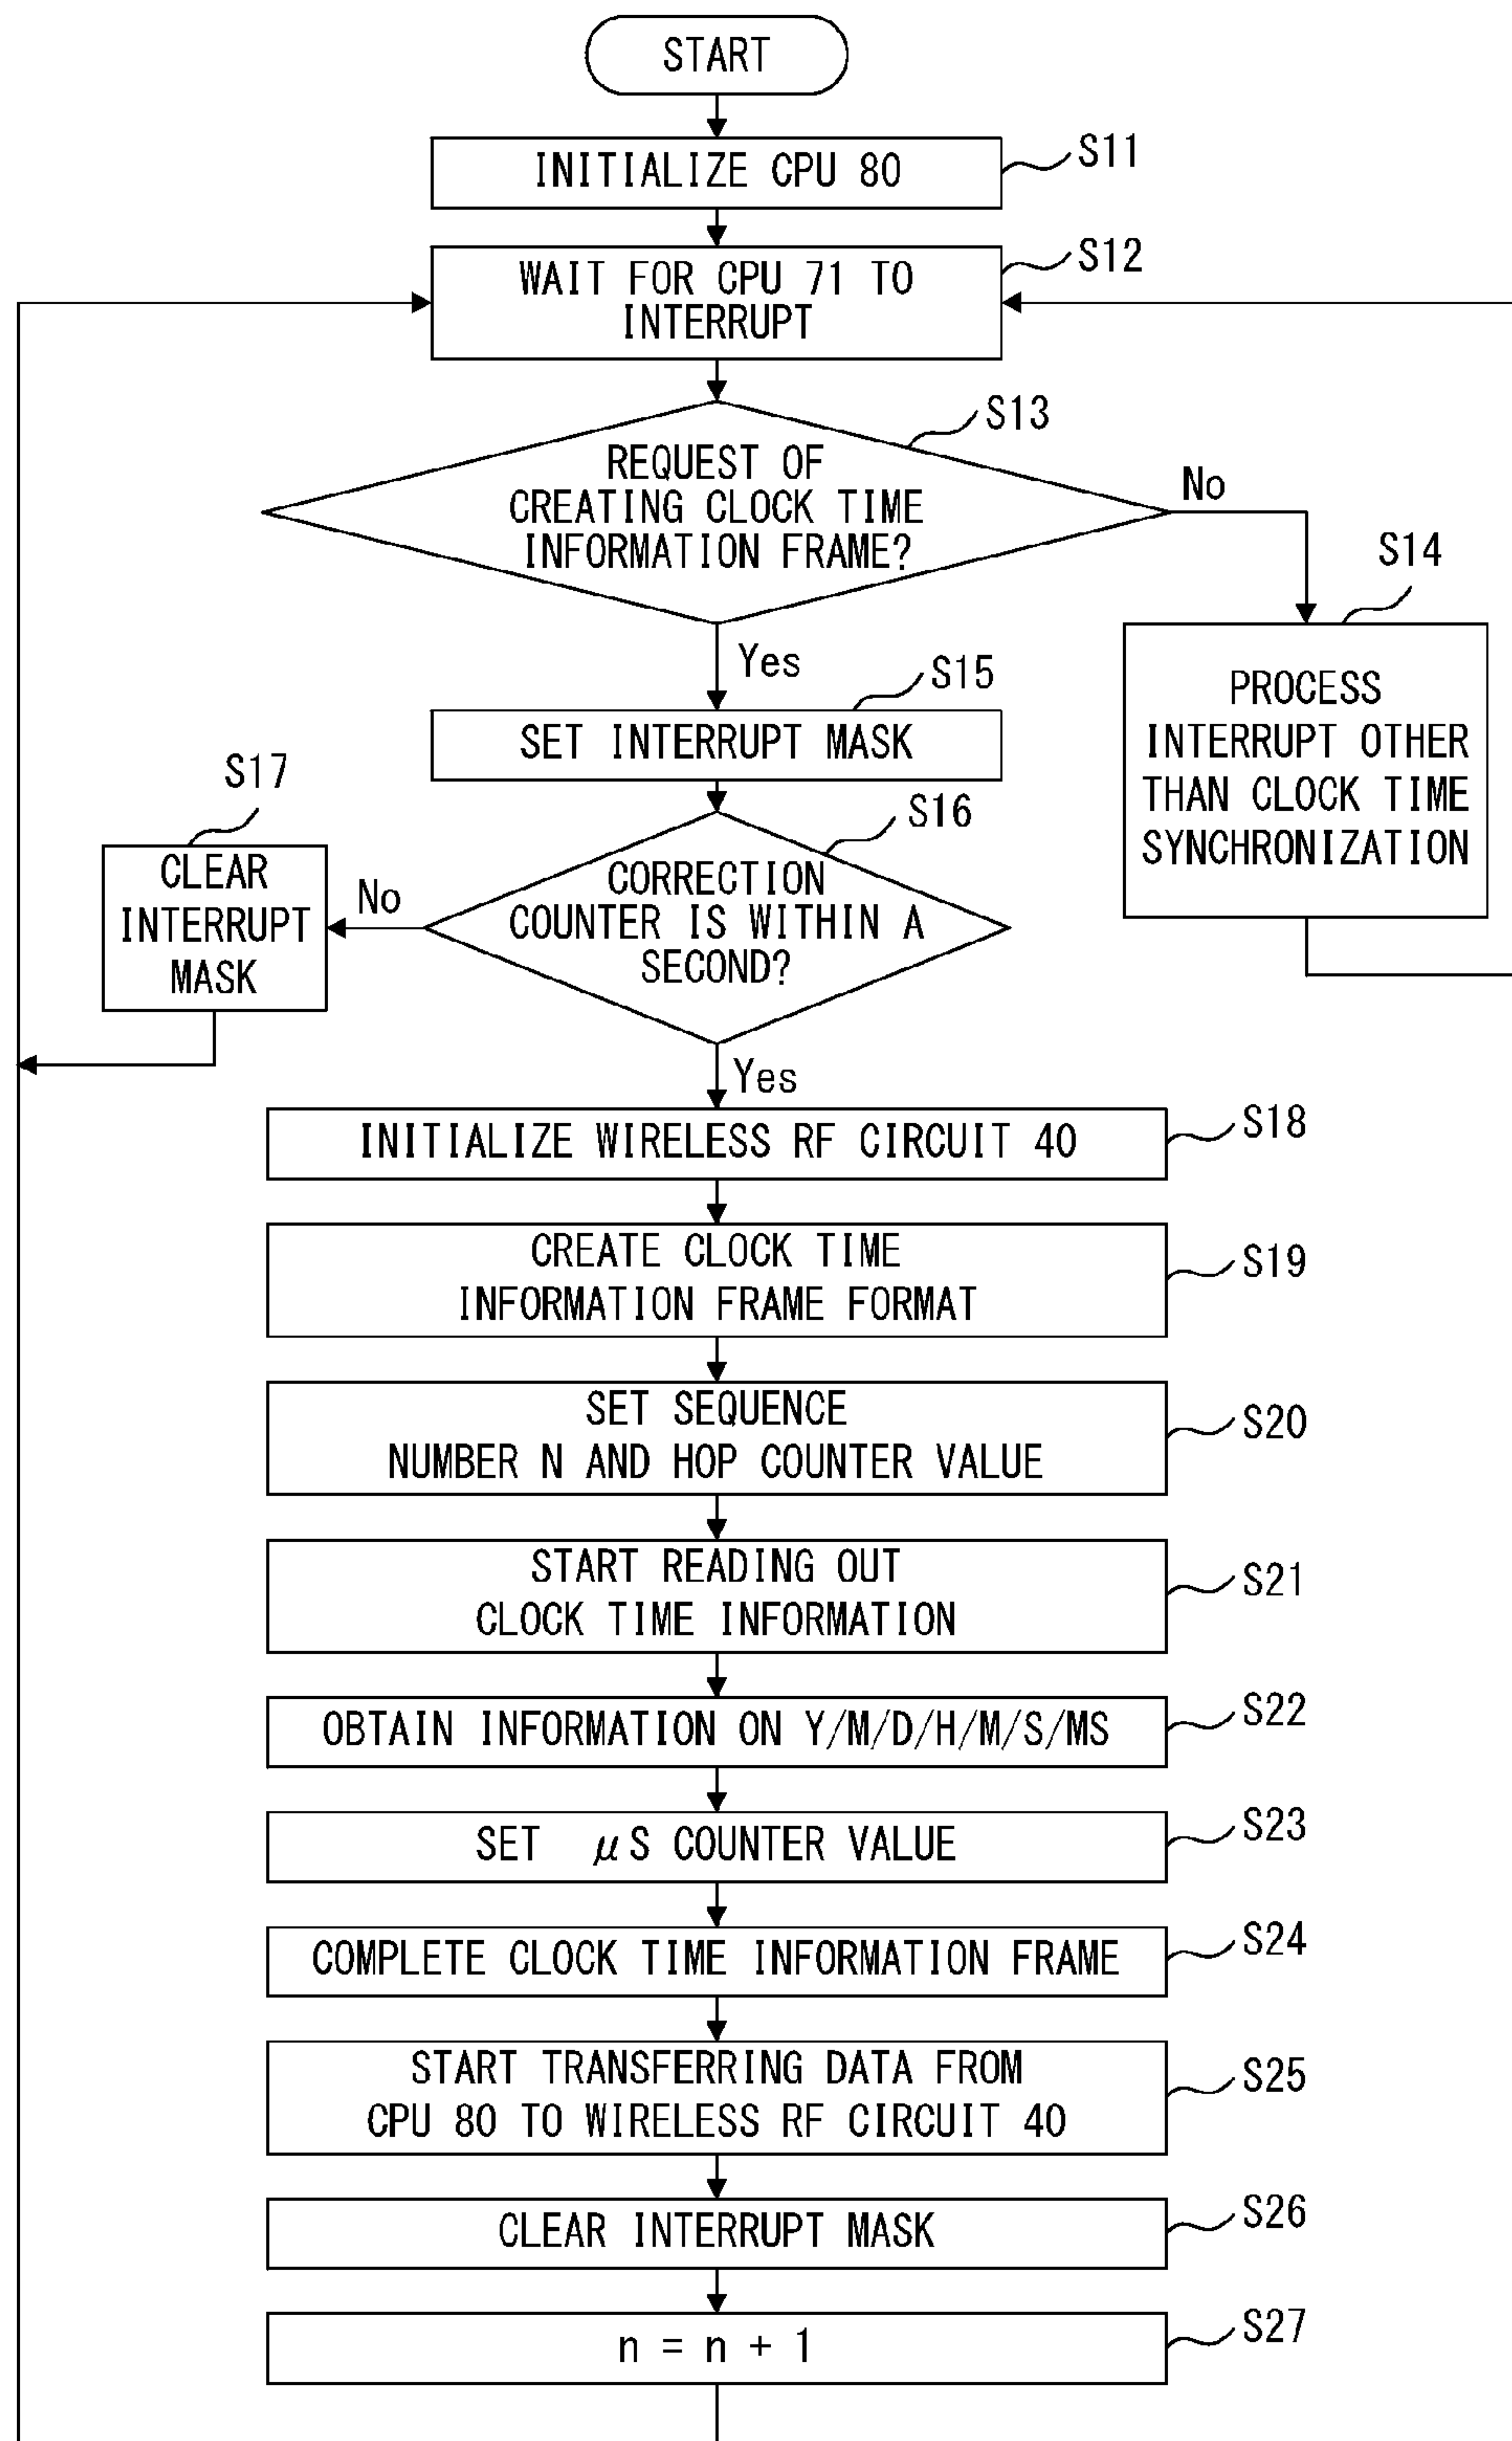 START
INITIALIZE CPU 80
S11
WAIT FOR CPU 71 TO
INTERRUPT
S12
REQUEST OF
CREATING CLOCK TIME
INFORMATION FRAME?
S13
No
S14
PROCESS
INTERRUPT OTHER
THAN CLOCK TIME
SYNCHRONIZATION
Yes
S15
SET INTERRUPT MASK
S16
CORRECTION
COUNTER IS WITHIN A
SECOND?
No
S17
CLEAR
INTERRUPT
MASK
Yes
INITIALIZE WIRELESS RF CIRCUIT 40
S18
CREATE CLOCK TIME
INFORMATION FRAME FORMAT
S19
SET SEQUENCE
NUMBER N AND HOP COUNTER VALUE
S20
START READING OUT
CLOCK TIME INFORMATION
S21
OBTAIN INFORMATION ON Y/M/D/H/M/S/MS
S22
SET μS COUNTER VALUE
S23
COMPLETE CLOCK TIME INFORMATION FRAME
S24
START TRANSFERRING DATA FROM
CPU 80 TO WIRELESS RF CIRCUIT 40
S25
CLEAR INTERRUPT MASK
S26
n = n + 1
S27